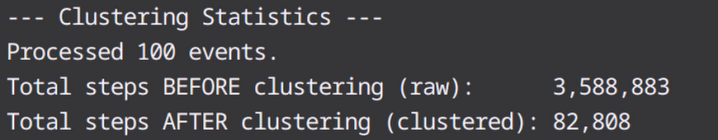 --- Clustering Statistics ---
Processed 100 events.
Total steps BEFORE clustering (raw):      3,588,883
Total steps AFTER clustering (clustered): 82,808